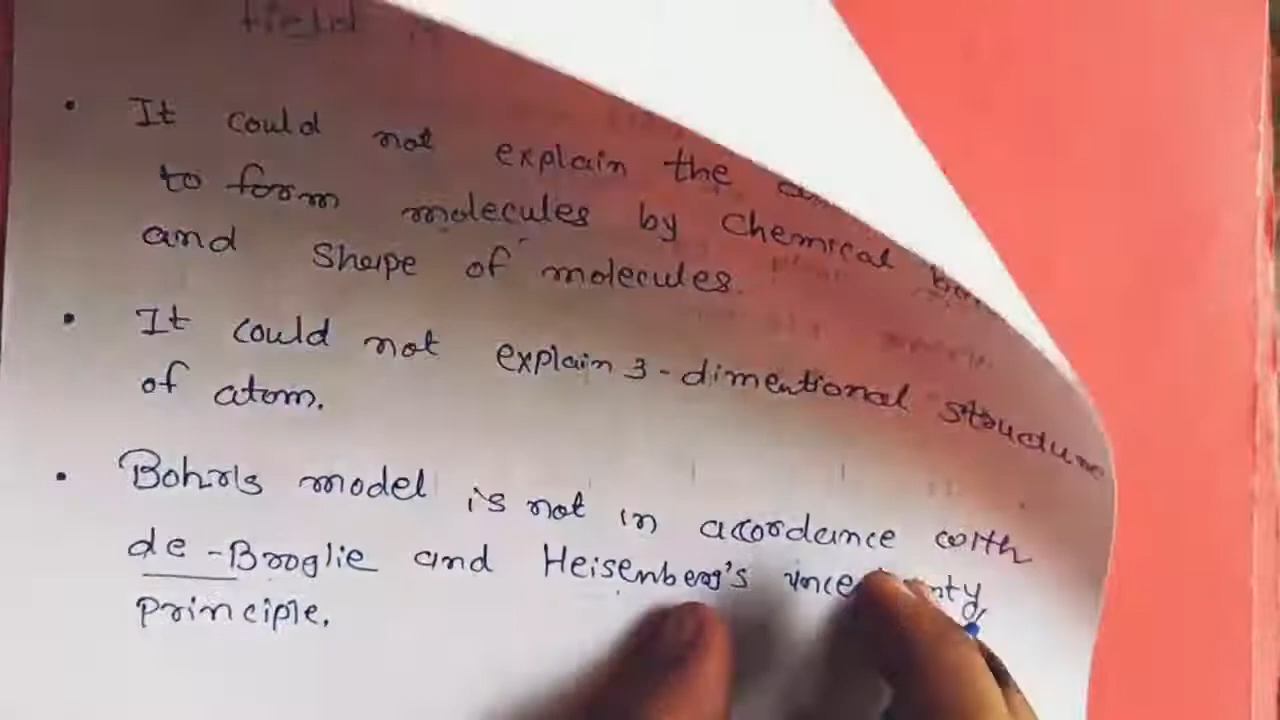 field
It could not explain the
to form molecules by chemical
and shape of molecules.
It could not explain 3-dimentional structure
of atom.
Bohr's model is not in accordance with
de-Broglie and Heisenberg's
principle.